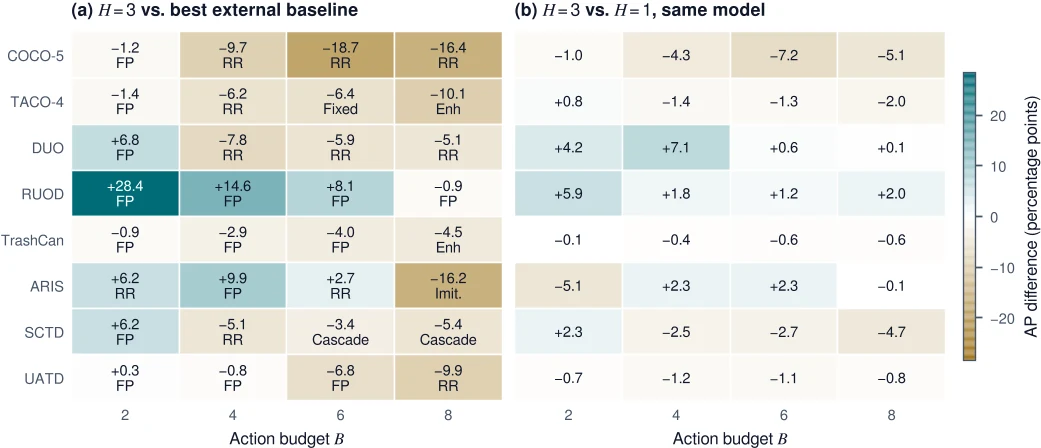 (a) H = 3 vs. best external baseline
(b) H = 3 vs. H = 1, same model
COCO-5
−1.2 −9.7 −18.7 −16.4
FP RR RR RR
−1.0 −4.3 −7.2 −5.1
TACO-4
−1.4 −6.2 −6.4 −10.1
FP RR Fixed Enh
+0.8 −1.4 −1.3 −2.0
DUO
+6.8 −7.8 −5.9 −5.1
FP RR RR RR
+4.2 +7.1 +0.6 +0.1
RUOD
+28.4 +14.6 +8.1 −0.9
FP FP FP FP
+5.9 +1.8 +1.2 +2.0
TrashCan
−0.9 −2.9 −4.0 −4.5
FP FP FP Enh
−0.1 −0.4 −0.6 −0.6
ARIS
+6.2 +9.9 +2.7 −16.2
RR FP RR Imit.
−5.1 +2.3 +2.3 −0.1
SCTD
+6.2 −5.1 −3.4 −5.4
FP RR Cascade Cascade
+2.3 −2.5 −2.7 −4.7
UATD
+0.3 −0.8 −6.8 −9.9
FP FP FP RR
−0.7 −1.2 −1.1 −0.8
2 4 6 8
Action budget B
2 4 6 8
Action budget B
20
10
0
−10
−20
AP difference (percentage points)